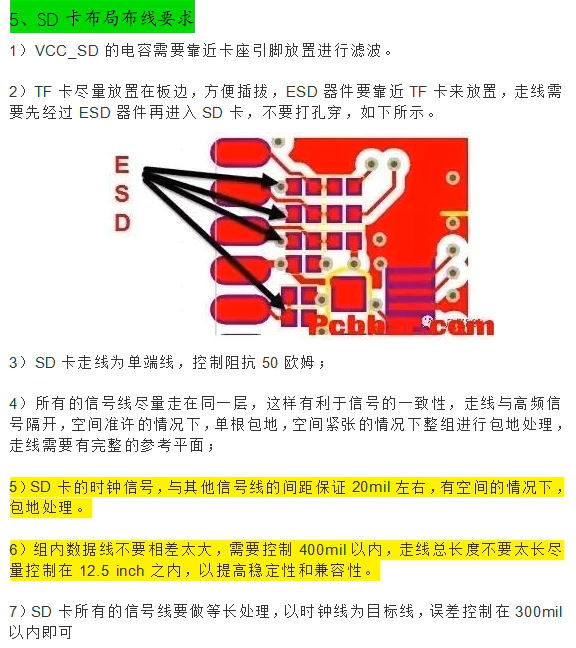 5、SD 卡布局布线要求
1）VCC_SD 的电容需要靠近卡座引脚放置进行滤波。
2）TF 卡尽量放置在板边，方便插拔，ESD 器件要靠近 TF 卡来放置，走线需
要先经过 ESD 器件再进入 SD 卡，不要打孔穿，如下所示。
E
S
D
3）SD 卡走线为单端线，控制阻抗 50 欧姆；
4）所有的信号线尽量走在同一层，这样有利于信号的一致性，走线与高频信
号隔开，空间准许的情况下，单根包地，空间紧张的情况下整组进行包地处理，
走线需要有完整的参考平面；
5）SD 卡的时钟信号，与其他信号线的间距保证 20mil 左右，有空间的情况下，
包地处理。
6）组内数据线不要相差太大，需要控制 400mil 以内，走线总长度不要太长尽
量控制在 12.5 inch 之内，以提高稳定性和兼容性。
7）SD 卡所有的信号线要做等长处理，以时钟线为目标线，误差控制在 300mil
以内即可